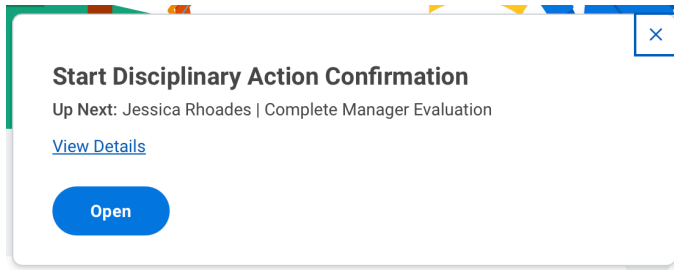 Start Disciplinary Action Confirmation
Up Next: Jessica Rhoades | Complete Manager Evaluation
View Details
Open